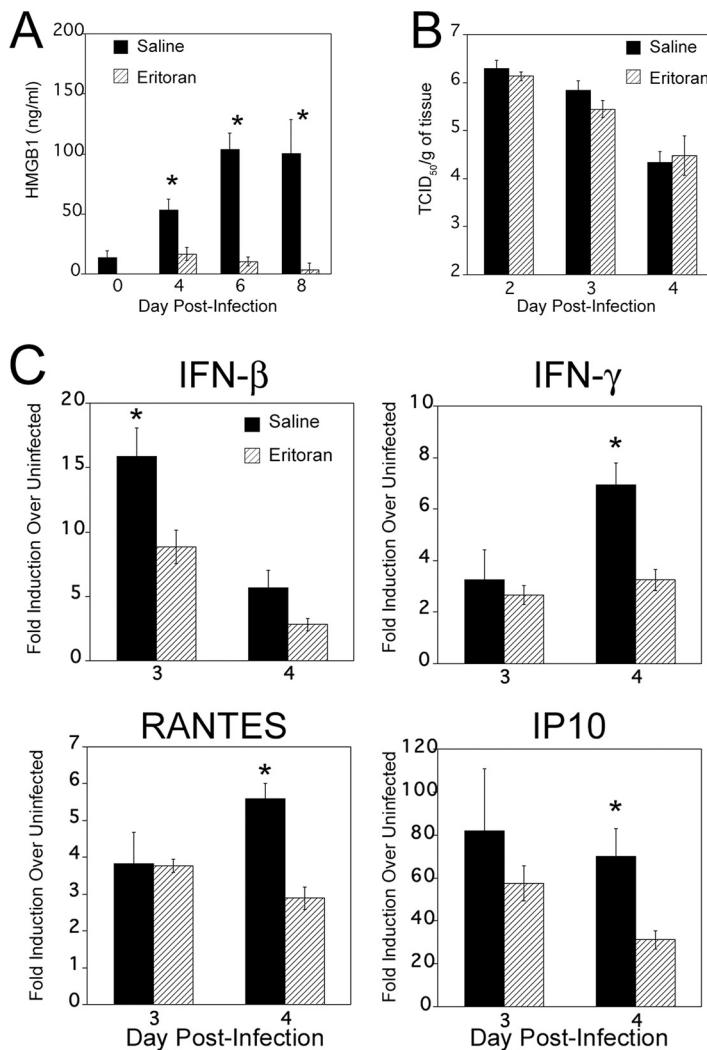 A
HMGB1 (ng/ml)
200
150
100
50
0
Saline
Eritoran
*
*
*
0 4 6 8
Day Post-Infection
B
TCID50/g of tissue
7
6
5
4
3
2
Saline
Eritoran
2 3 4
Day Post-Infection
C
IFN-β
Fold Induction Over Uninfected
20
15
10
5
0
*
Saline
Eritoran
3 4
IFN-γ
Fold Induction Over Uninfected
10
8
6
4
2
0
*
3 4
RANTES
Fold Induction Over Uninfected
7
6
5
4
3
2
1
0
*
3 4
Day Post-Infection
IP10
Fold Induction Over Uninfected
120
100
80
60
40
20
0
*
3 4
Day Post-Infection